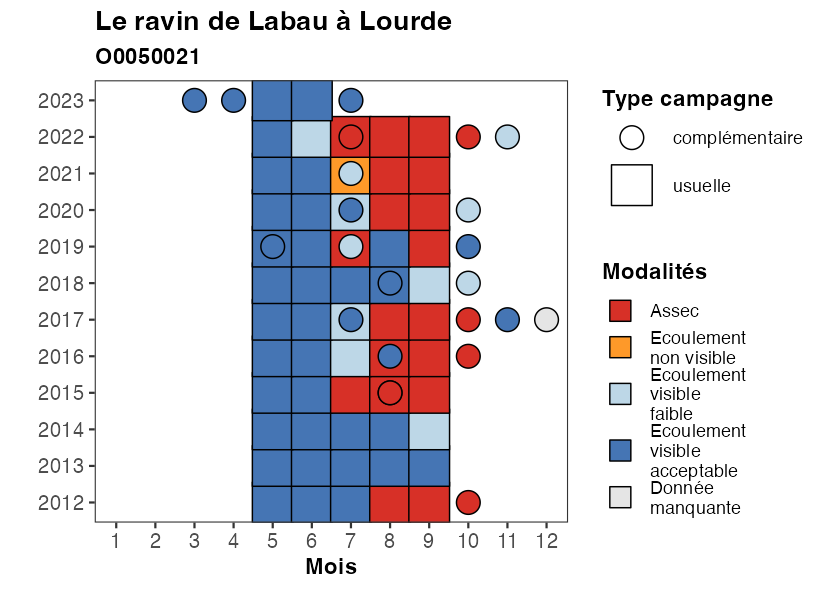 Le ravin de Labau à Lourde
O0050021
2023
2022
2021
2020
2019
2018
2017
2016
2015
2014
2013
2012
1 2 3 4 5 6 7 8 9 10 11 12
Mois
Type campagne
complémentaire
usuelle
Modalités
Assec
Ecoulement
non visible
Ecoulement
visible
faible
Ecoulement
visible
acceptable
Donnée
manquante